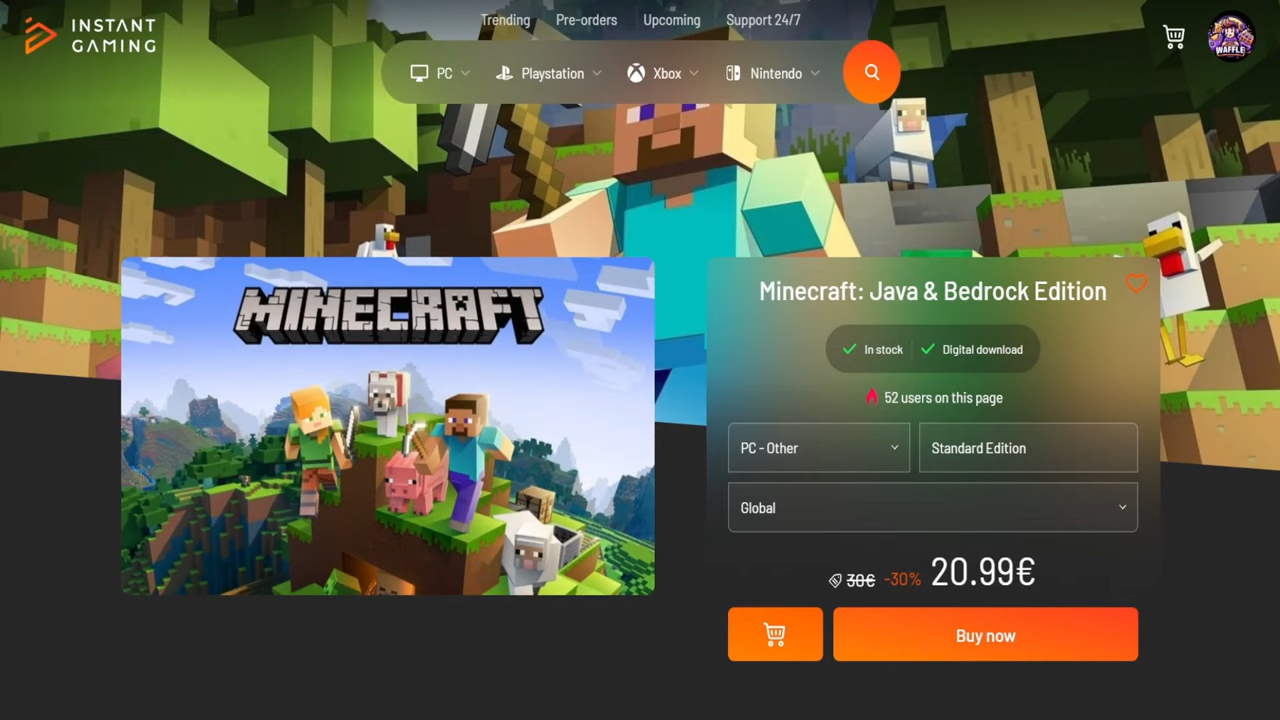 INSTANT
GAMING
Trending Pre-orders Upcoming Support 24/7
PC Playstation Xbox Nintendo
WAFFLE
MINECRAFT
Minecraft: Java & Bedrock Edition
In stock Digital download
52 users on this page
PC - Other Standard Edition
Global
30€ -30% 20.99€
Buy now